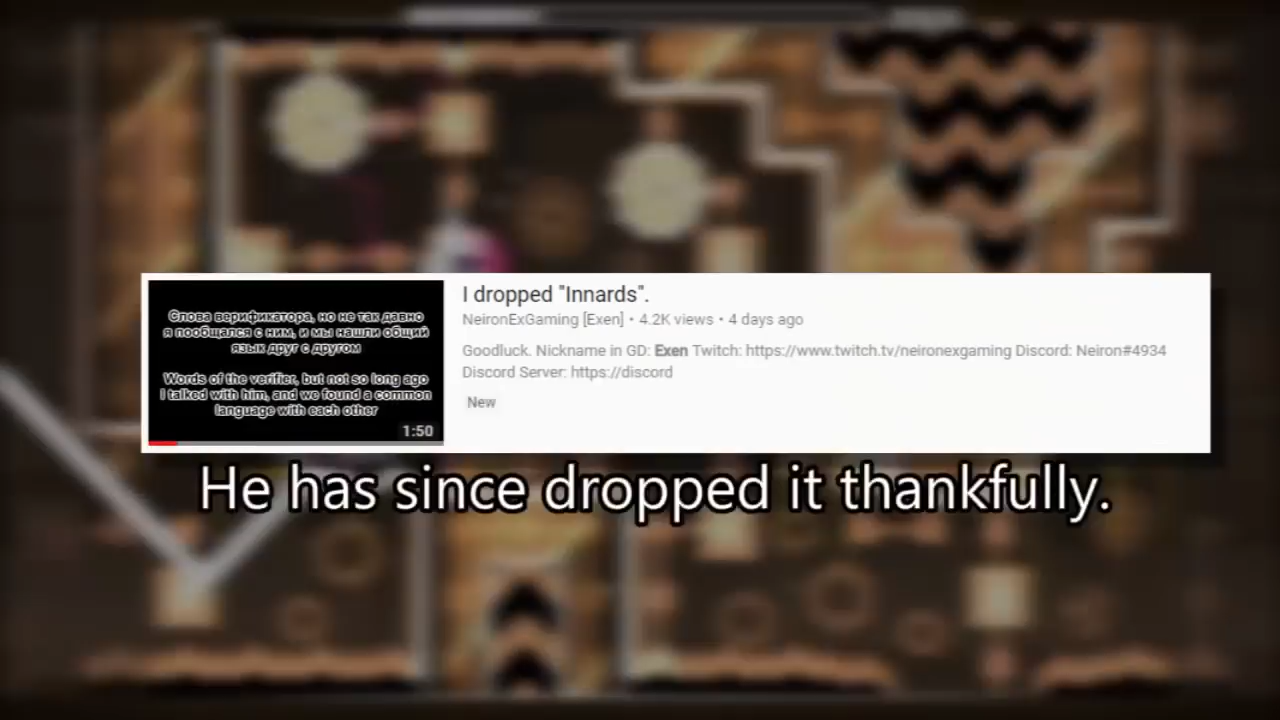 I dropped "Innards".
NeironExGaming [Exen] • 4.2K views • 4 days ago
Слова верификатора, но не так давно
я пообщался с ним, и мы нашли общий
язык друг с другом
Words of the verifier, but not so long ago
I talked with him, and we found a common
language with each other
1:50
Goodluck. Nickname in GD: Exen Twitch: https://www.twitch.tv/neironexgaming Discord: Neiron#4934
Discord Server: https://discord
New
He has since dropped it thankfully.